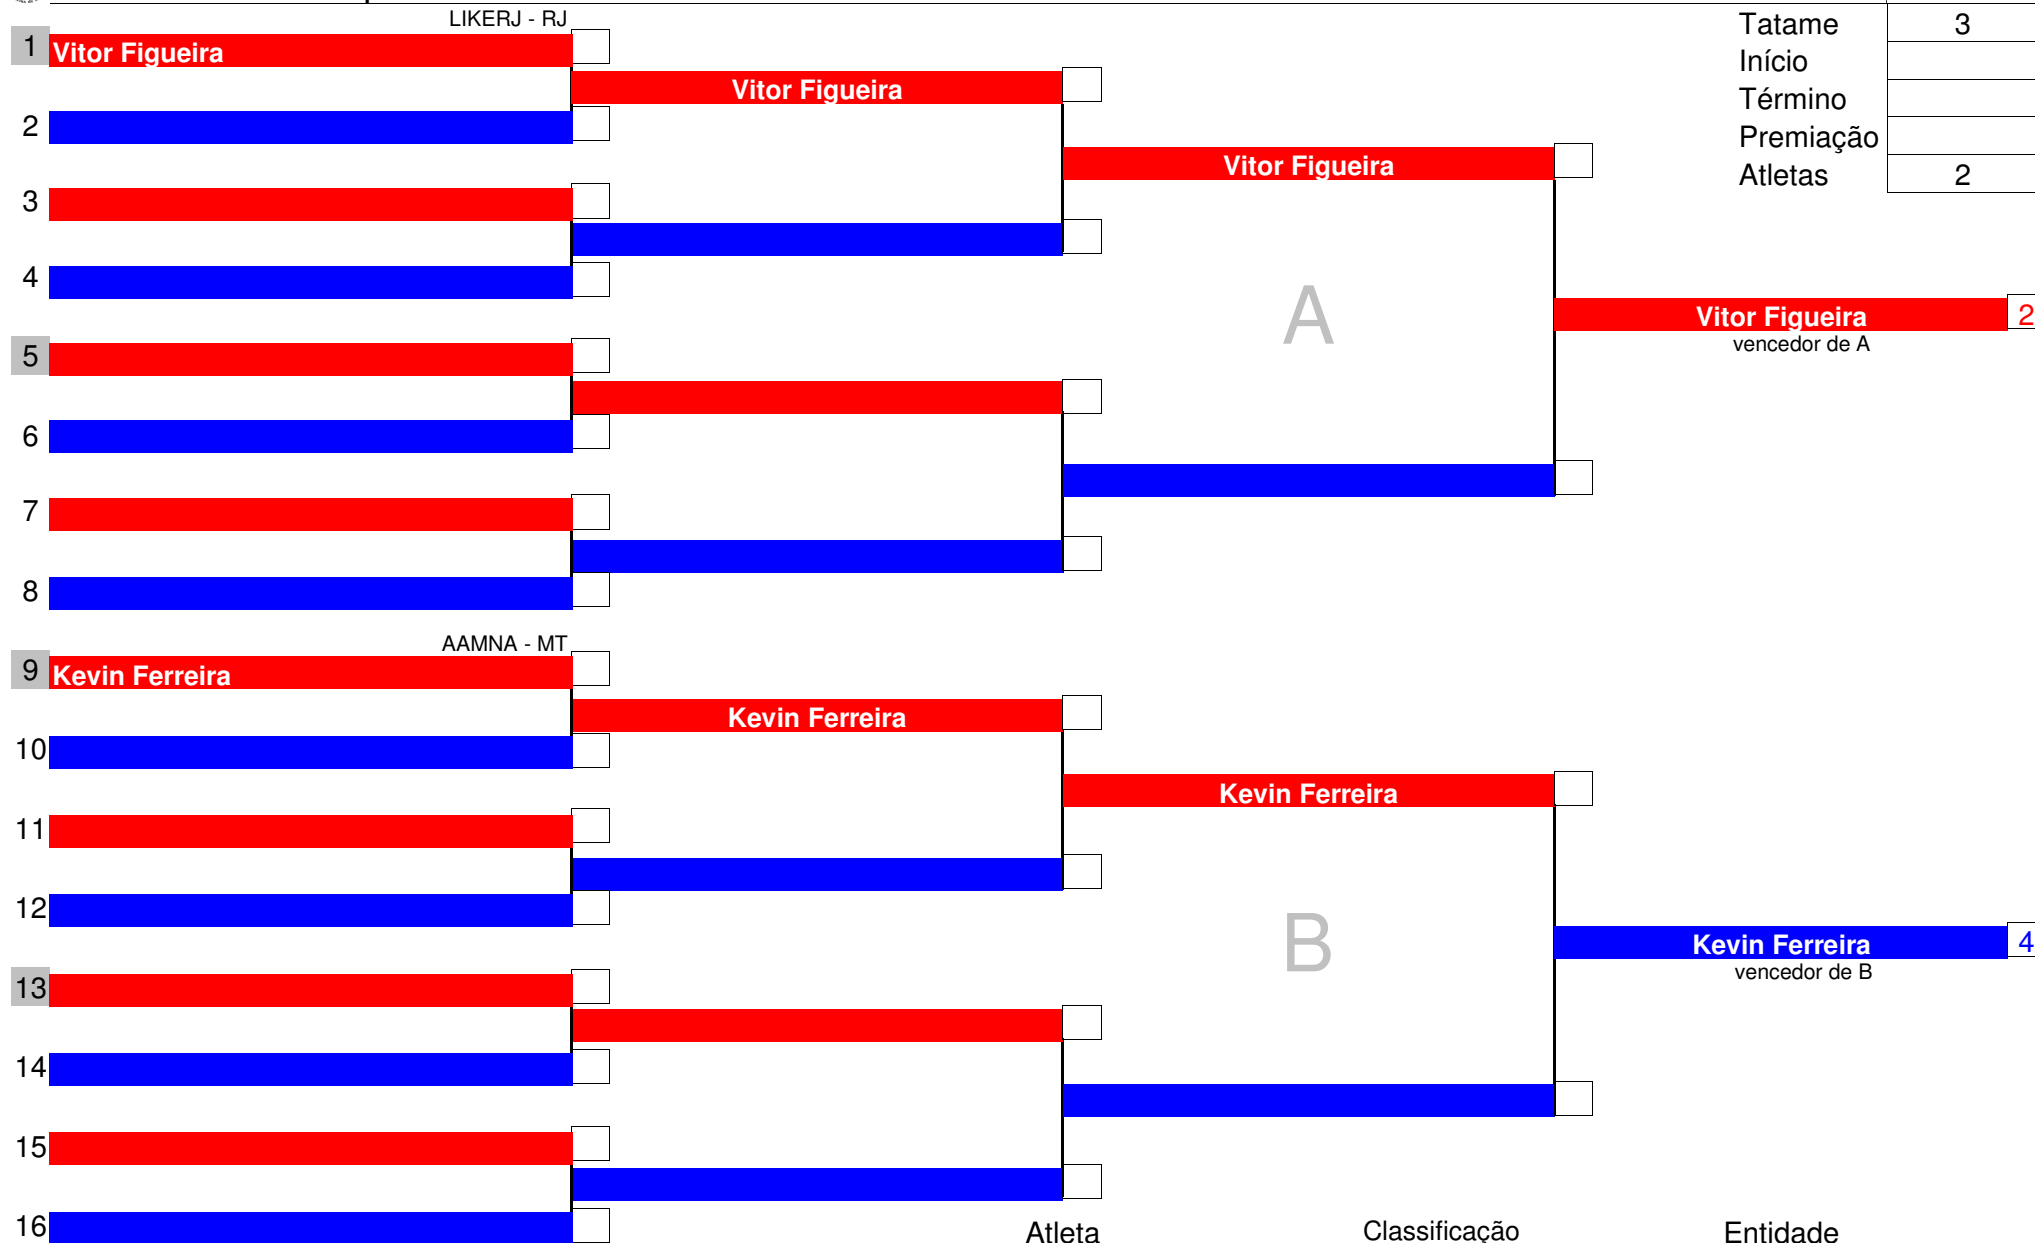 LIKERJ - RJ
Tatame 3
1 Vitor Figueira
Início
Vitor Figueira
Término
2
Premiação
Vitor Figueira
Atletas 2
3
4
A
Vitor Figueira 2
vencedor de A
5
6
7
8
AAMNA - MT
9 Kevin Ferreira
Kevin Ferreira
10
Kevin Ferreira
11
12
B
Kevin Ferreira 4
vencedor de B
13
14
15
16
Atleta Classificação Entidade